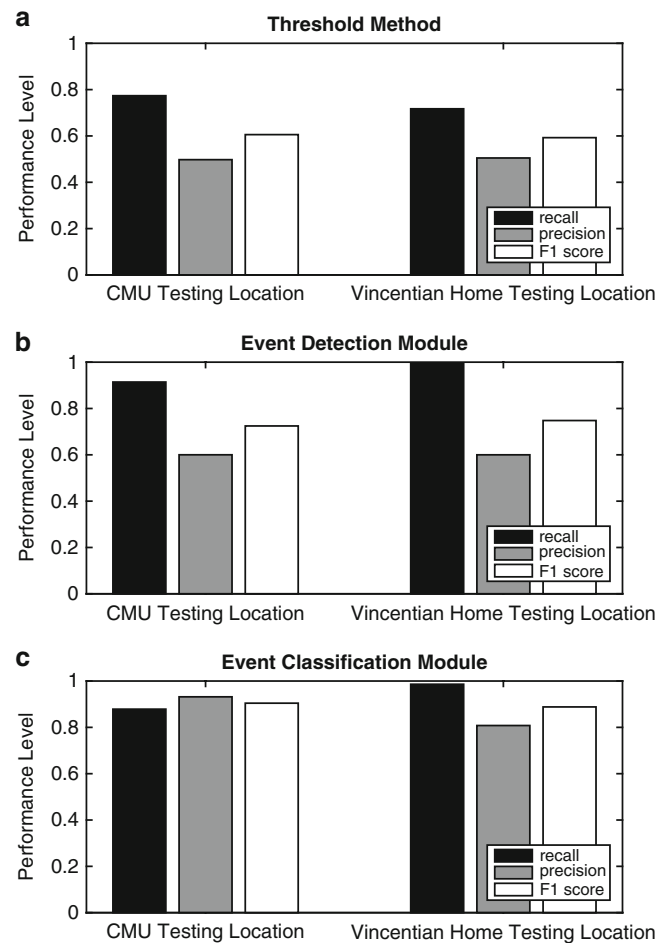 a
Threshold Method
1
0.8
0.6
0.4
0.2
0
Performance Level
recall
precision
F1 score
CMU Testing Location
Vincentian Home Testing Location
b
Event Detection Module
1
0.8
0.6
0.4
0.2
0
Performance Level
recall
precision
F1 score
CMU Testing Location
Vincentian Home Testing Location
c
Event Classification Module
1
0.8
0.6
0.4
0.2
0
Performance Level
recall
precision
F1 score
CMU Testing Location
Vincentian Home Testing Location